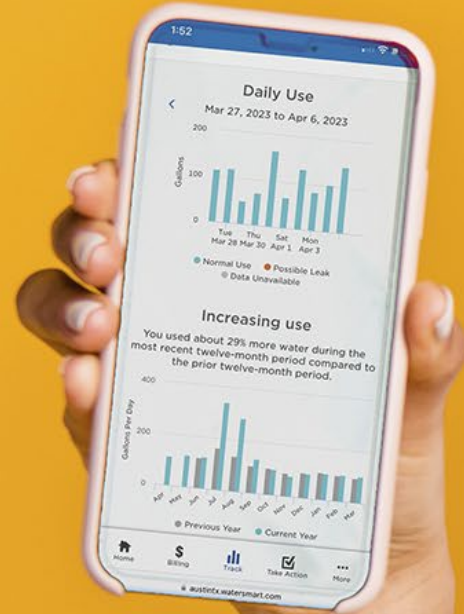 1:52
Daily Use
Mar 27, 2023 to Apr 6, 2023
200
100
0
Gallons
Tue Thu Sat Mon
Mar 28 Mar 30 Apr 1 Apr 3
Normal Use Possible Leak
Data Unavailable
Increasing use
You used about 29% more water during the
most recent twelve-month period compared to
the prior twelve-month period.
400
200
0
Gallons Per Day
Apr May Jun Jul Aug Sep Oct Nov Dec Jan Feb Mar
Previous Year Current Year
Home Billing Track Take Action More
austintx.watersmart.com